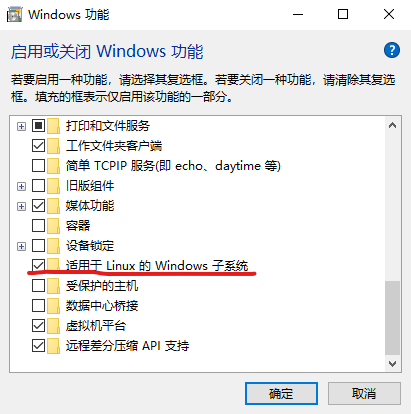 Windows 功能
启用或关闭 Windows 功能
若要启用一种功能，请选择其复选框。若要关闭一种功能，请清除其复选
框。填充的框表示仅启用该功能的一部分。
打印和文件服务
工作文件夹客户端
简单 TCPIP 服务(即 echo、daytime 等)
旧版组件
媒体功能
容器
设备锁定
适用于 Linux 的 Windows 子系统
受保护的主机
数据中心桥接
虚拟机平台
远程差分压缩 API 支持
确定 取消